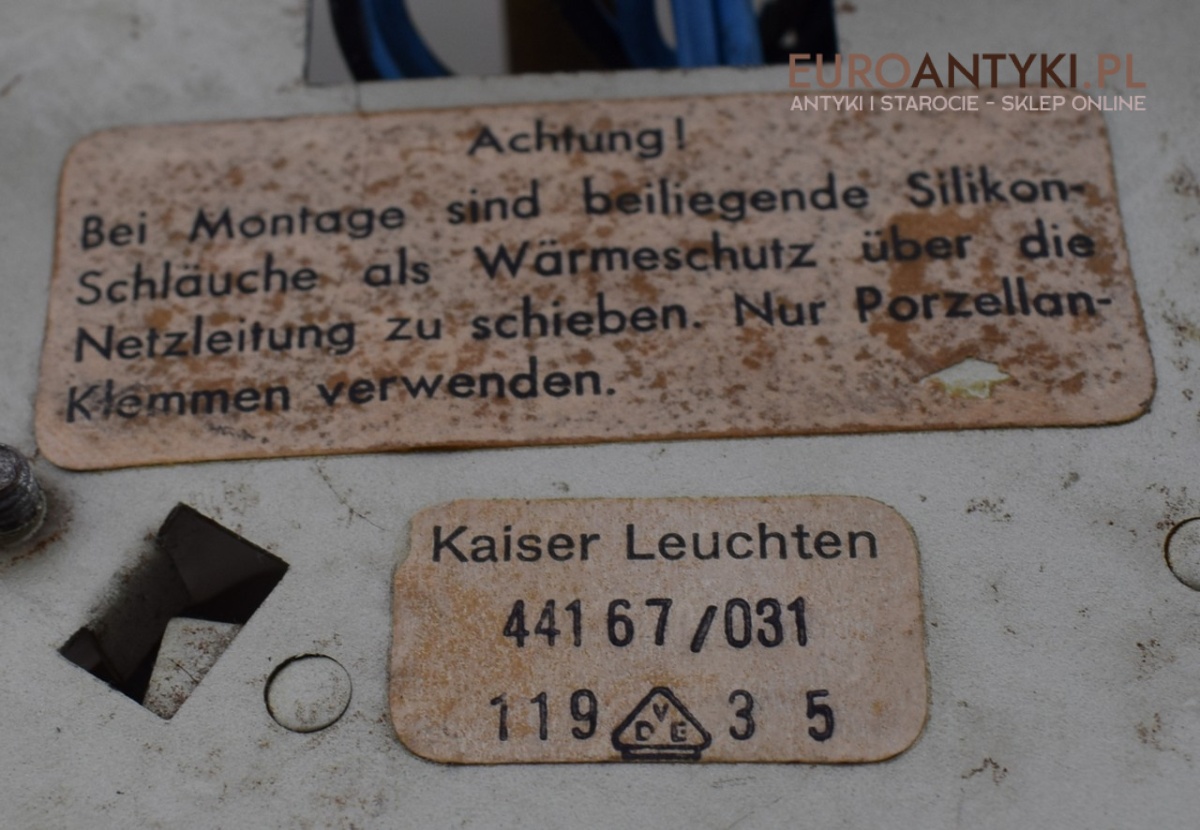 EUROANTYKI.PL
ANTYKI I STAROCIE - SKLEP ONLINE
Achtung!
Bei Montage sind beiliegende Silikon-
Schläuche als Wärmeschutz über die
Netzleitung zu schieben. Nur Porzellan-
Klemmen verwenden.
Kaiser Leuchten
44167/031
119 VDE 3 5